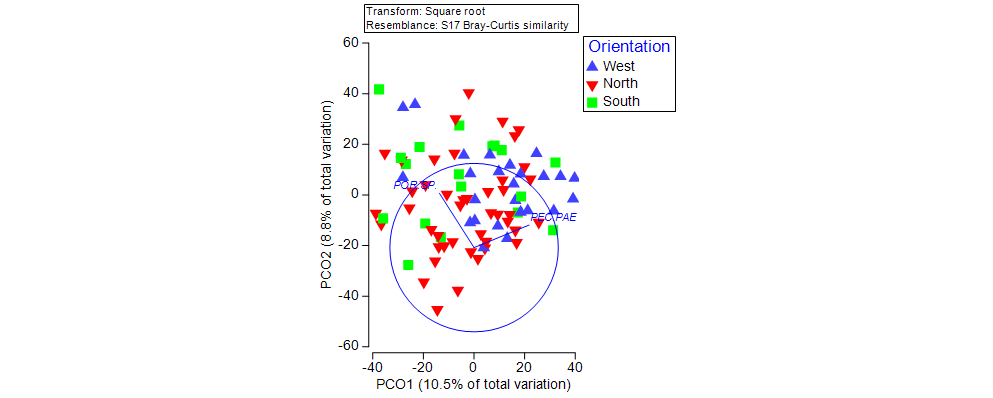 Transform: Square root
Resemblance: S17 Bray-Curtis similarity
Orientation
West
North
South
60
40
20
0
-20
-40
-60
PCO2 (8.8% of total variation)
PEC PAE
-40
-20
0
20
40
PCO1 (10.5% of total variation)